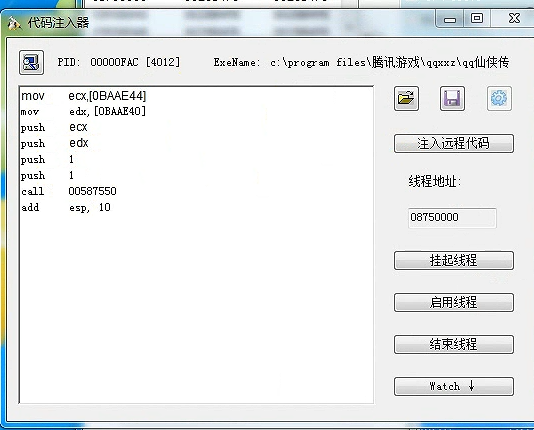 代码注入器
PID: 00000FAC [4012] ExeName: c:\program files\腾讯游戏\qqxxz\qq仙侠传
mov ecx,[0BAAE44]
mov edx,[0BAAE40]
push ecx
push edx
push 1
push 1
call 00587550
add esp, 10
注入远程代码
线程地址:
08750000
挂起线程
启用线程
结束线程
Watch ↓